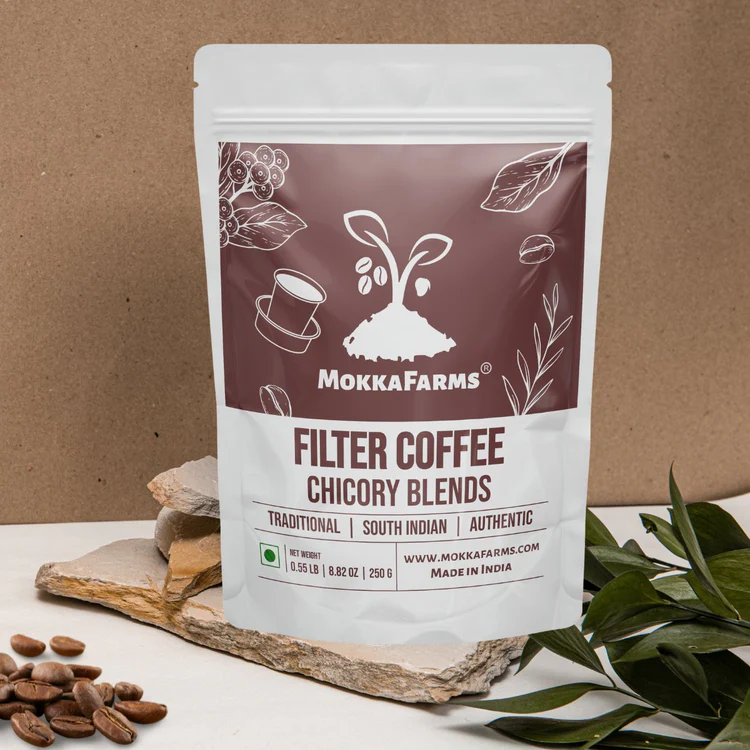 MOKKAFARMS®
FILTER COFFEE
CHICORY BLENDS
TRADITIONAL | SOUTH INDIAN | AUTHENTIC
NET WEIGHT
0.55 LB | 8.82 OZ | 250 G
WWW.MOKKAFARMS.COM
MADE IN INDIA